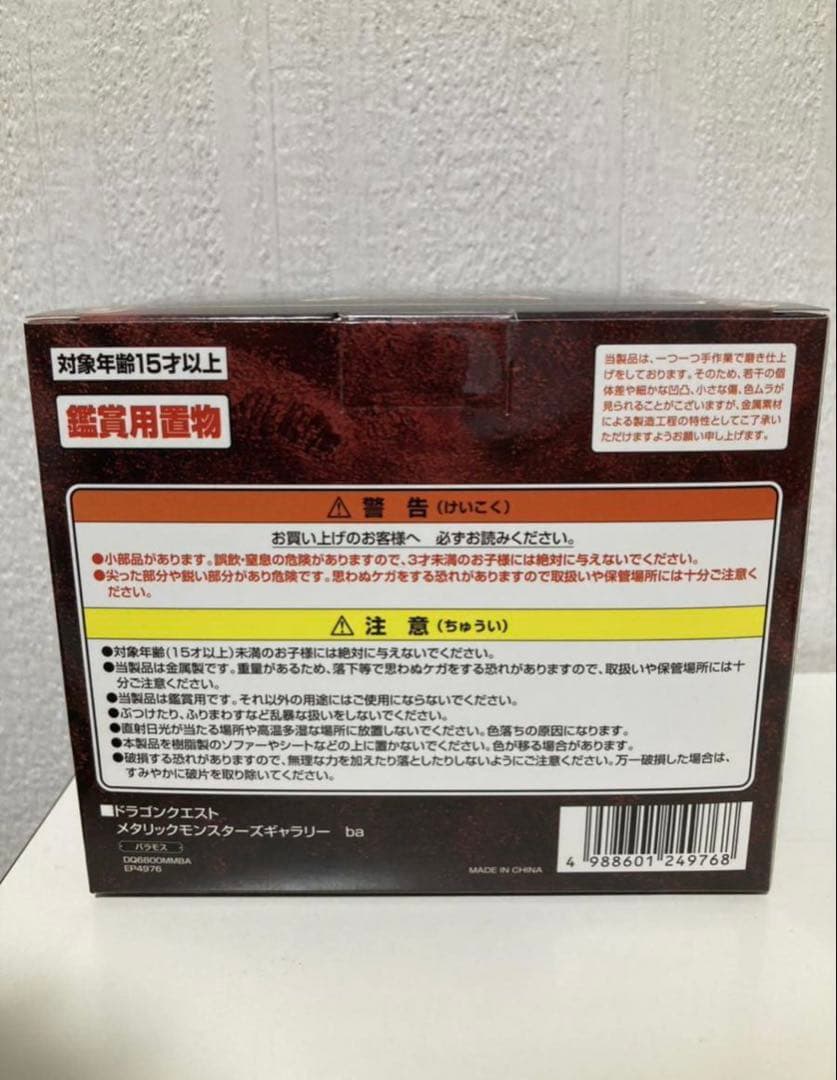 対象年齢15才以上
鑑賞用置物
当製品は、一つ一つ手作業で磨き仕上
げをしております。そのため、若干の個
体差や細かな凹凸、小さな傷、色ムラが
見られることがございますが、金属素材
による製造工程の特性としてご了承い
ただけますようお願い申し上げます。
⚠ 警 告(けいこく)
お買い上げのお客様へ 必ずお読みください。
●小部品があります。誤飲・窒息の危険がありますので、3才未満のお子様には絶対に与えないでください。
●尖った部分や鋭い部分があり危険です。思わぬケガをする恐れがありますので取扱いや保管場所には十分ご注意く
ださい。
⚠ 注 意(ちゅうい)
●対象年齢(15才以上)未満のお子様には絶対に与えないでください。
●当製品は金属製です。重量があるため、落下等で思わぬケガをする恐れがありますので、取扱いや保管場所には十
分ご注意ください。
●当製品は鑑賞用です。それ以外の用途にはご使用にならないでください。
●ぶつけたり、ふりまわすなど乱暴な扱いをしないでください。
●直射日光が当たる場所や高温多湿な場所に放置しないでください。色落ちの原因になります。
●本製品を樹脂製のソファーやシートなどの上に置かないでください。色が移る場合があります。
●破損する恐れがありますので、無理な力を加えたり落としたりしないようにご注意ください。万一破損した場合は、
すみやかに破片を取り除いてください。
■ドラゴンクエスト
メタリックモンスターズギャラリー ba
バラモス
DQ6800MMBA
EP4976
MADE IN CHINA
4 988601 249768